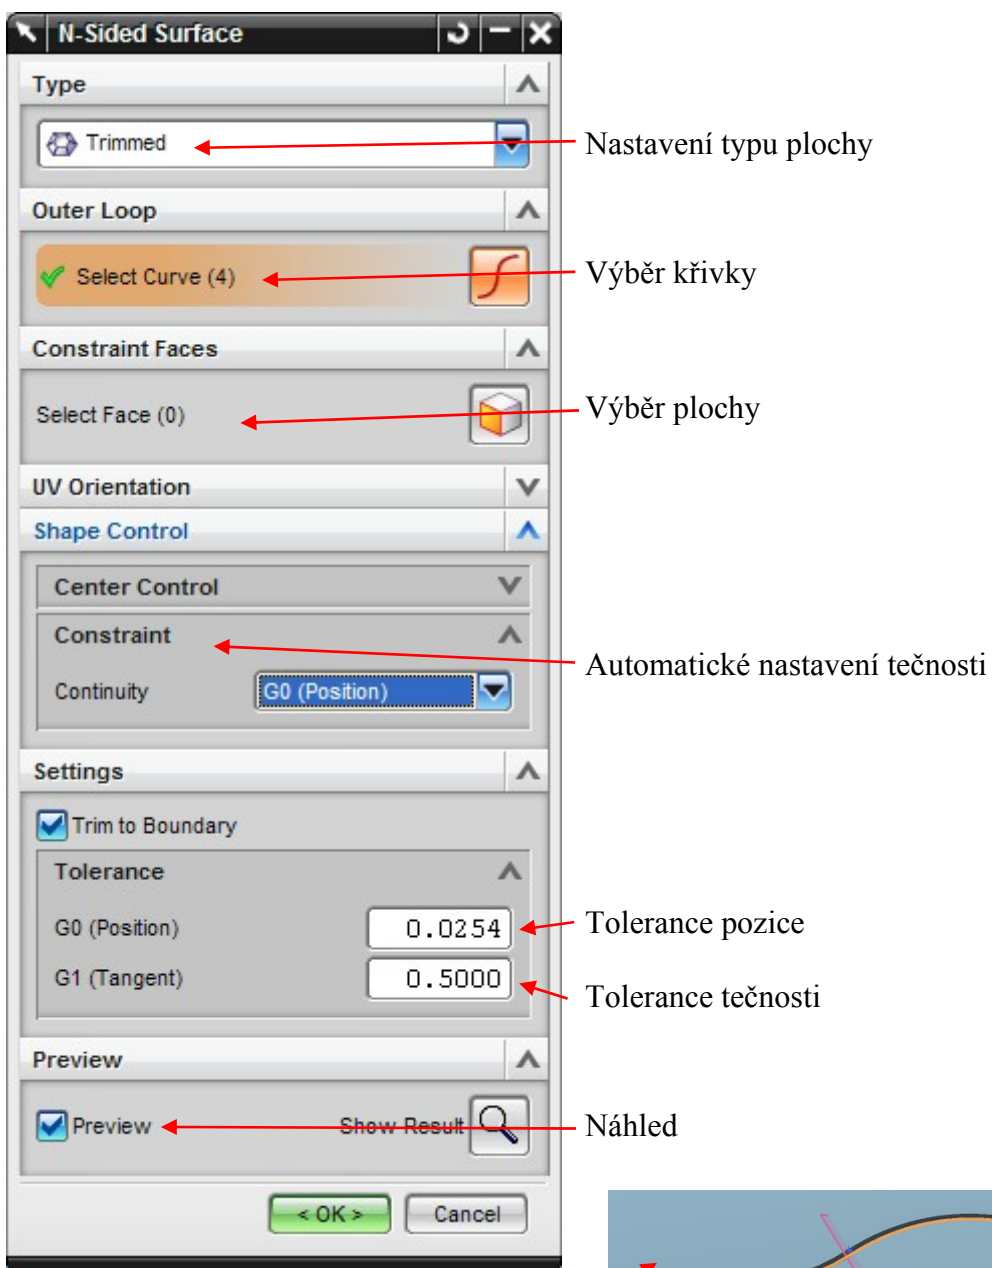 N-Sided Surface
Type
Trimmed
Nastavení typu plochy
Outer Loop
Select Curve (4)
Výběr křivky
Constraint Faces
Select Face (0)
Výběr plochy
UV Orientation
Shape Control
Center Control
Constraint
Automatické nastavení tečnosti
Continuity G0 (Position)
Settings
Trim to Boundary
Tolerance
G0 (Position) 0.0254
Tolerance pozice
G1 (Tangent) 0.5000
Tolerance tečnosti
Preview
Preview Show Result
Náhled
< OK > Cancel